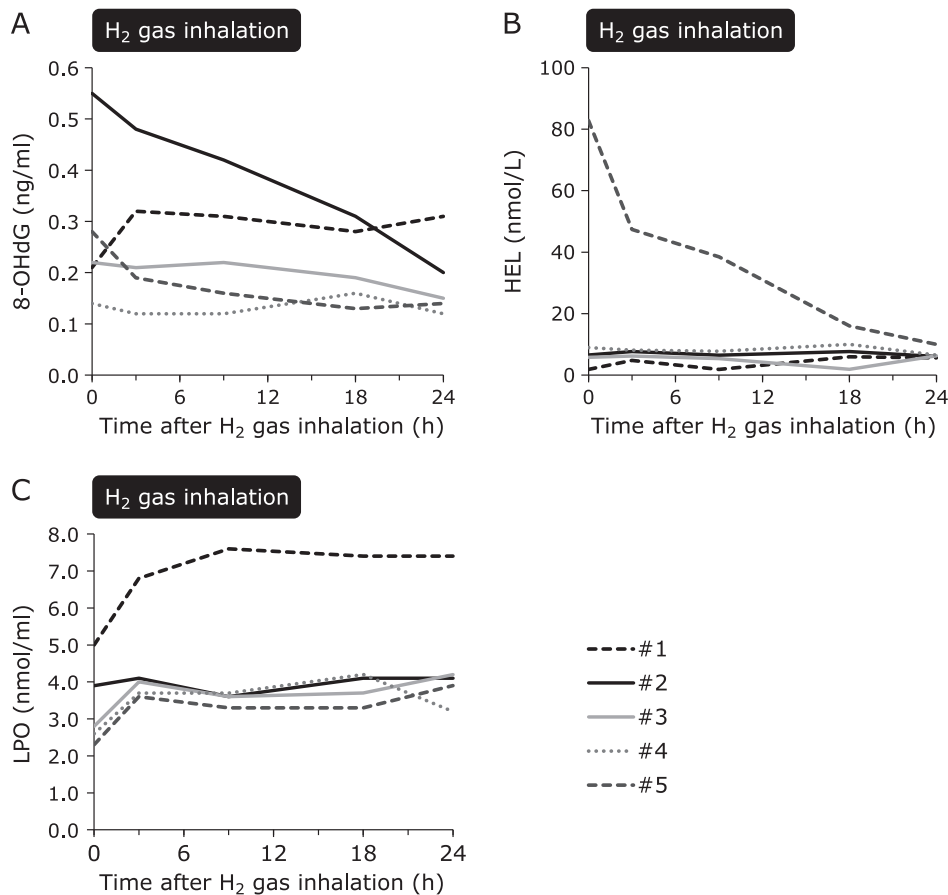 A
H₂ gas inhalation
8-OHdG (ng/ml)
0.6
0.5
0.4
0.3
0.2
0.1
0.0
0 6 12 18 24
Time after H₂ gas inhalation (h)
B
H₂ gas inhalation
HEL (nmol/L)
100
80
60
40
20
0
0 6 12 18 24
Time after H₂ gas inhalation (h)
C
H₂ gas inhalation
LPO (nmol/ml)
8.0
7.0
6.0
5.0
4.0
3.0
2.0
1.0
0.0
0 6 12 18 24
Time after H₂ gas inhalation (h)
#1
#2
#3
#4
#5